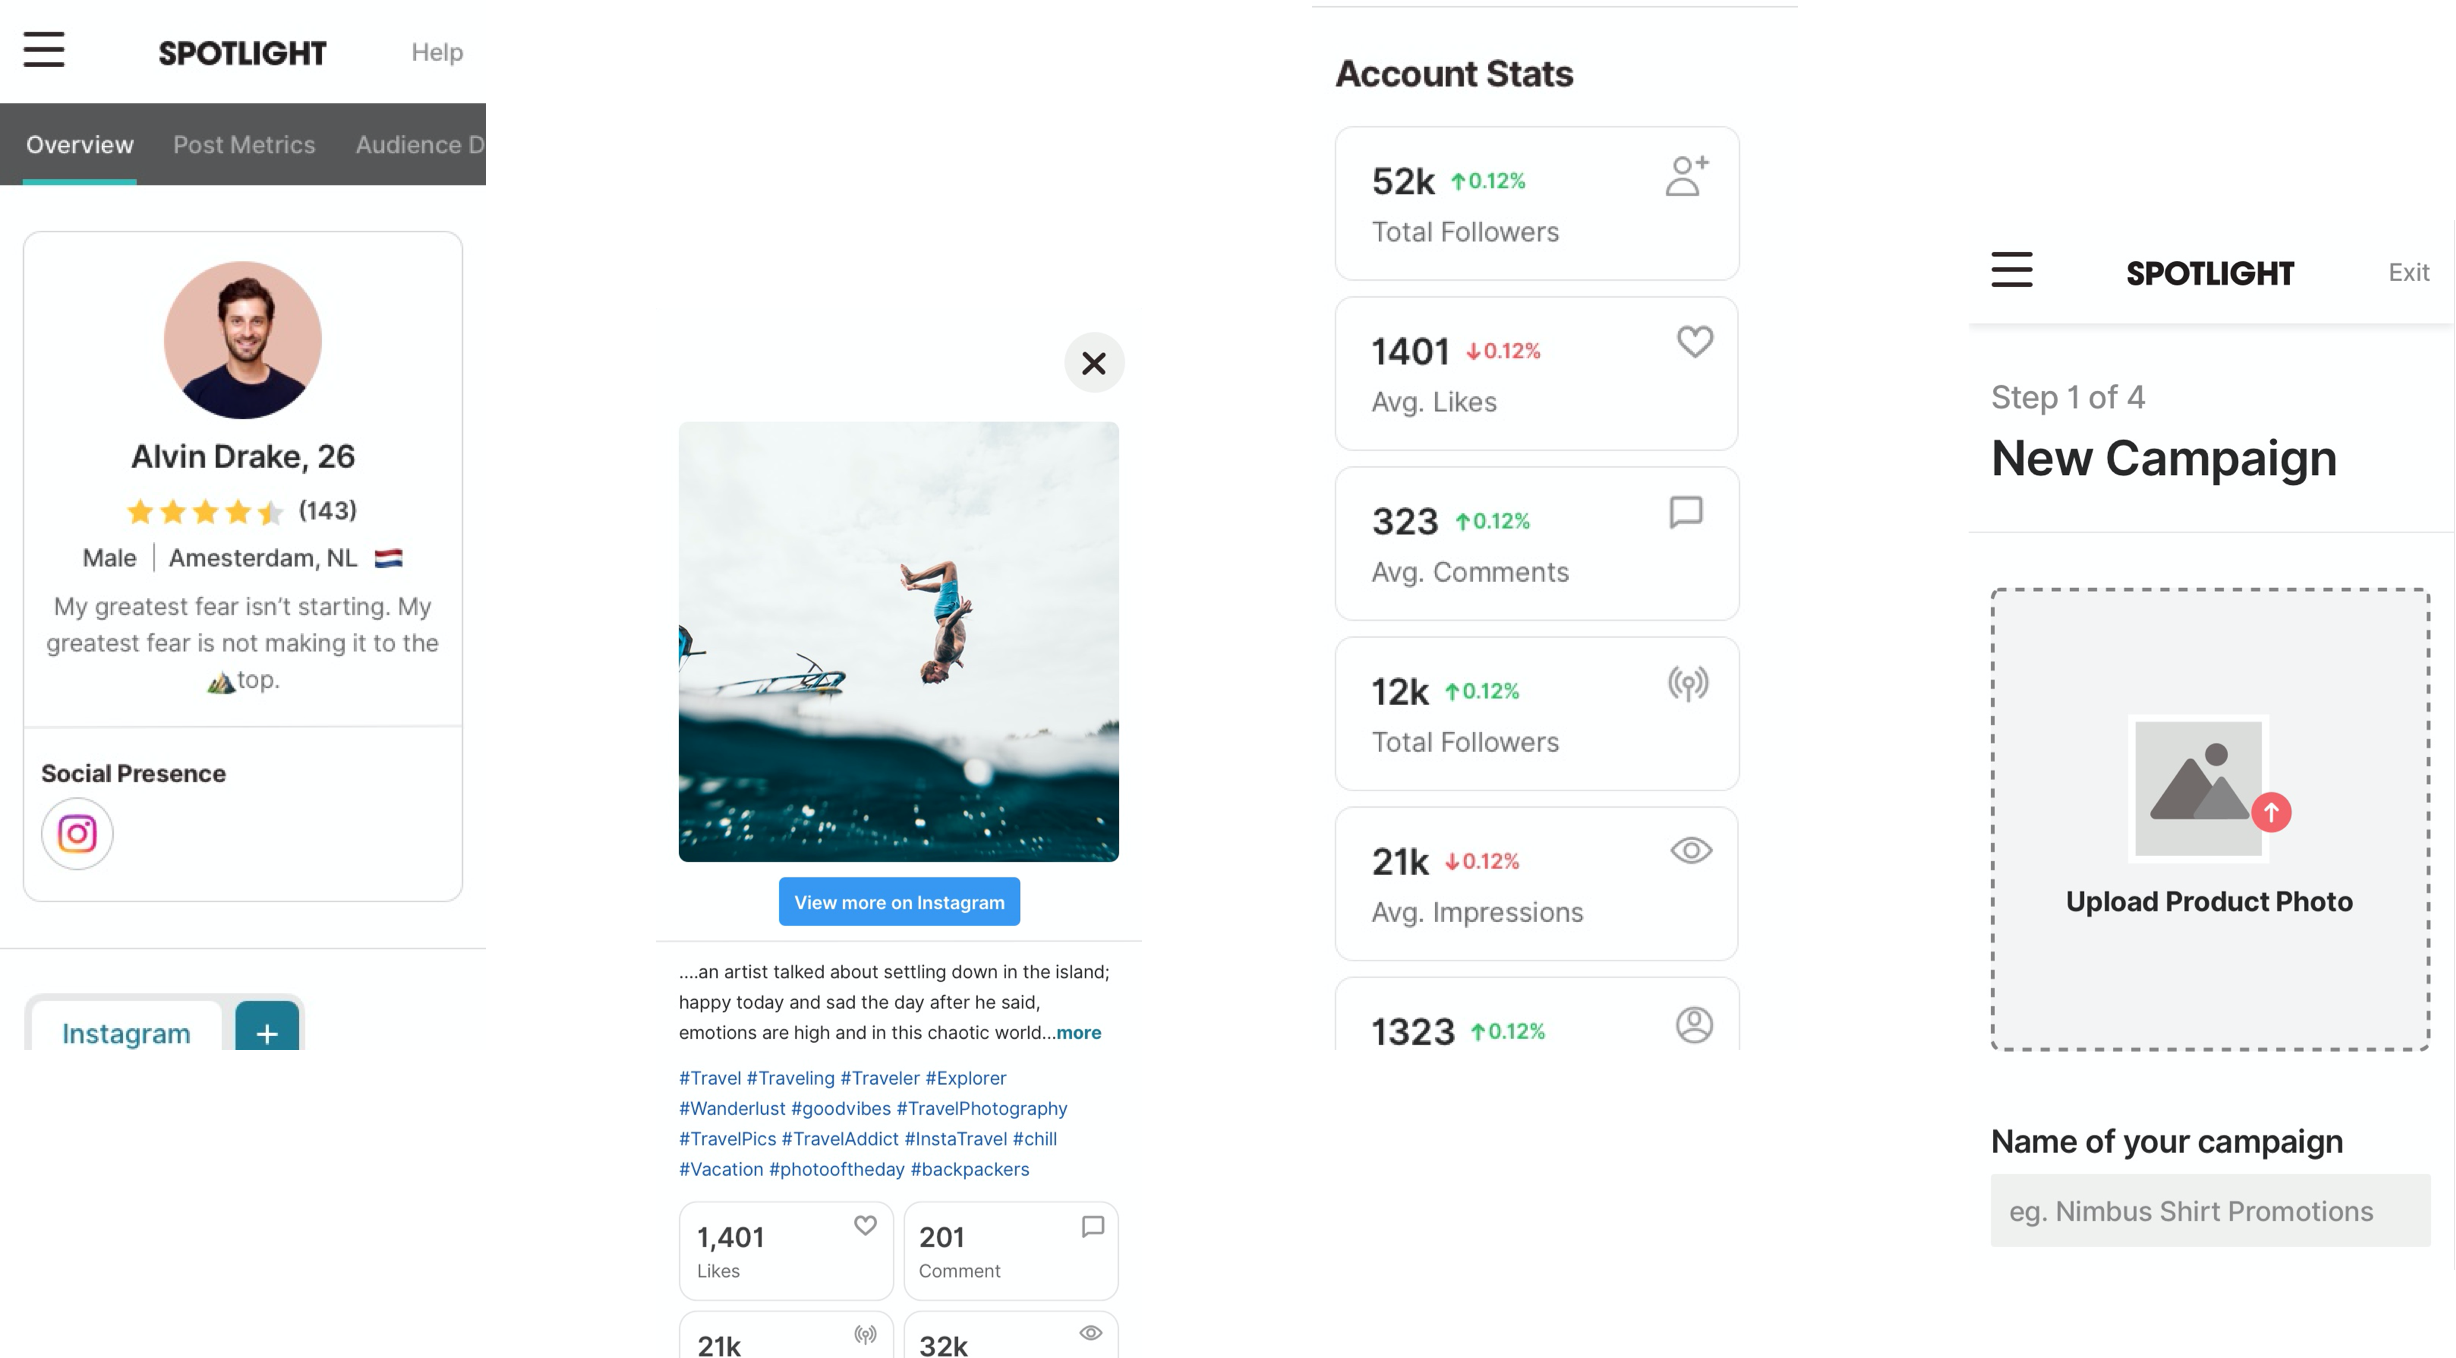 SPOTLIGHT
Help
Overview
Post Metrics
Audience D
Alvin Drake, 26
(143)
Male
Amesterdam, NL
My greatest fear isn’t starting. My
greatest fear is not making it to the
top.
Social Presence
Instagram
+
View more on Instagram
....an artist talked about settling down in the island;
happy today and sad the day after he said,
emotions are high and in this chaotic world...more
#Travel #Traveling #Traveler #Explorer
#Wanderlust #goodvibes #TravelPhotography
#TravelPics #TravelAddict #InstaTravel #chill
#Vacation #photooftheday #backpackers
1,401
Likes
201
Comment
21k
32k
Account Stats
52k 0.12%
Total Followers
1401 0.12%
Avg. Likes
323 0.12%
Avg. Comments
12k 0.12%
Total Followers
21k 0.12%
Avg. Impressions
1323 0.12%
SPOTLIGHT
Exit
Step 1 of 4
New Campaign
Upload Product Photo
Name of your campaign
eg. Nimbus Shirt Promotions